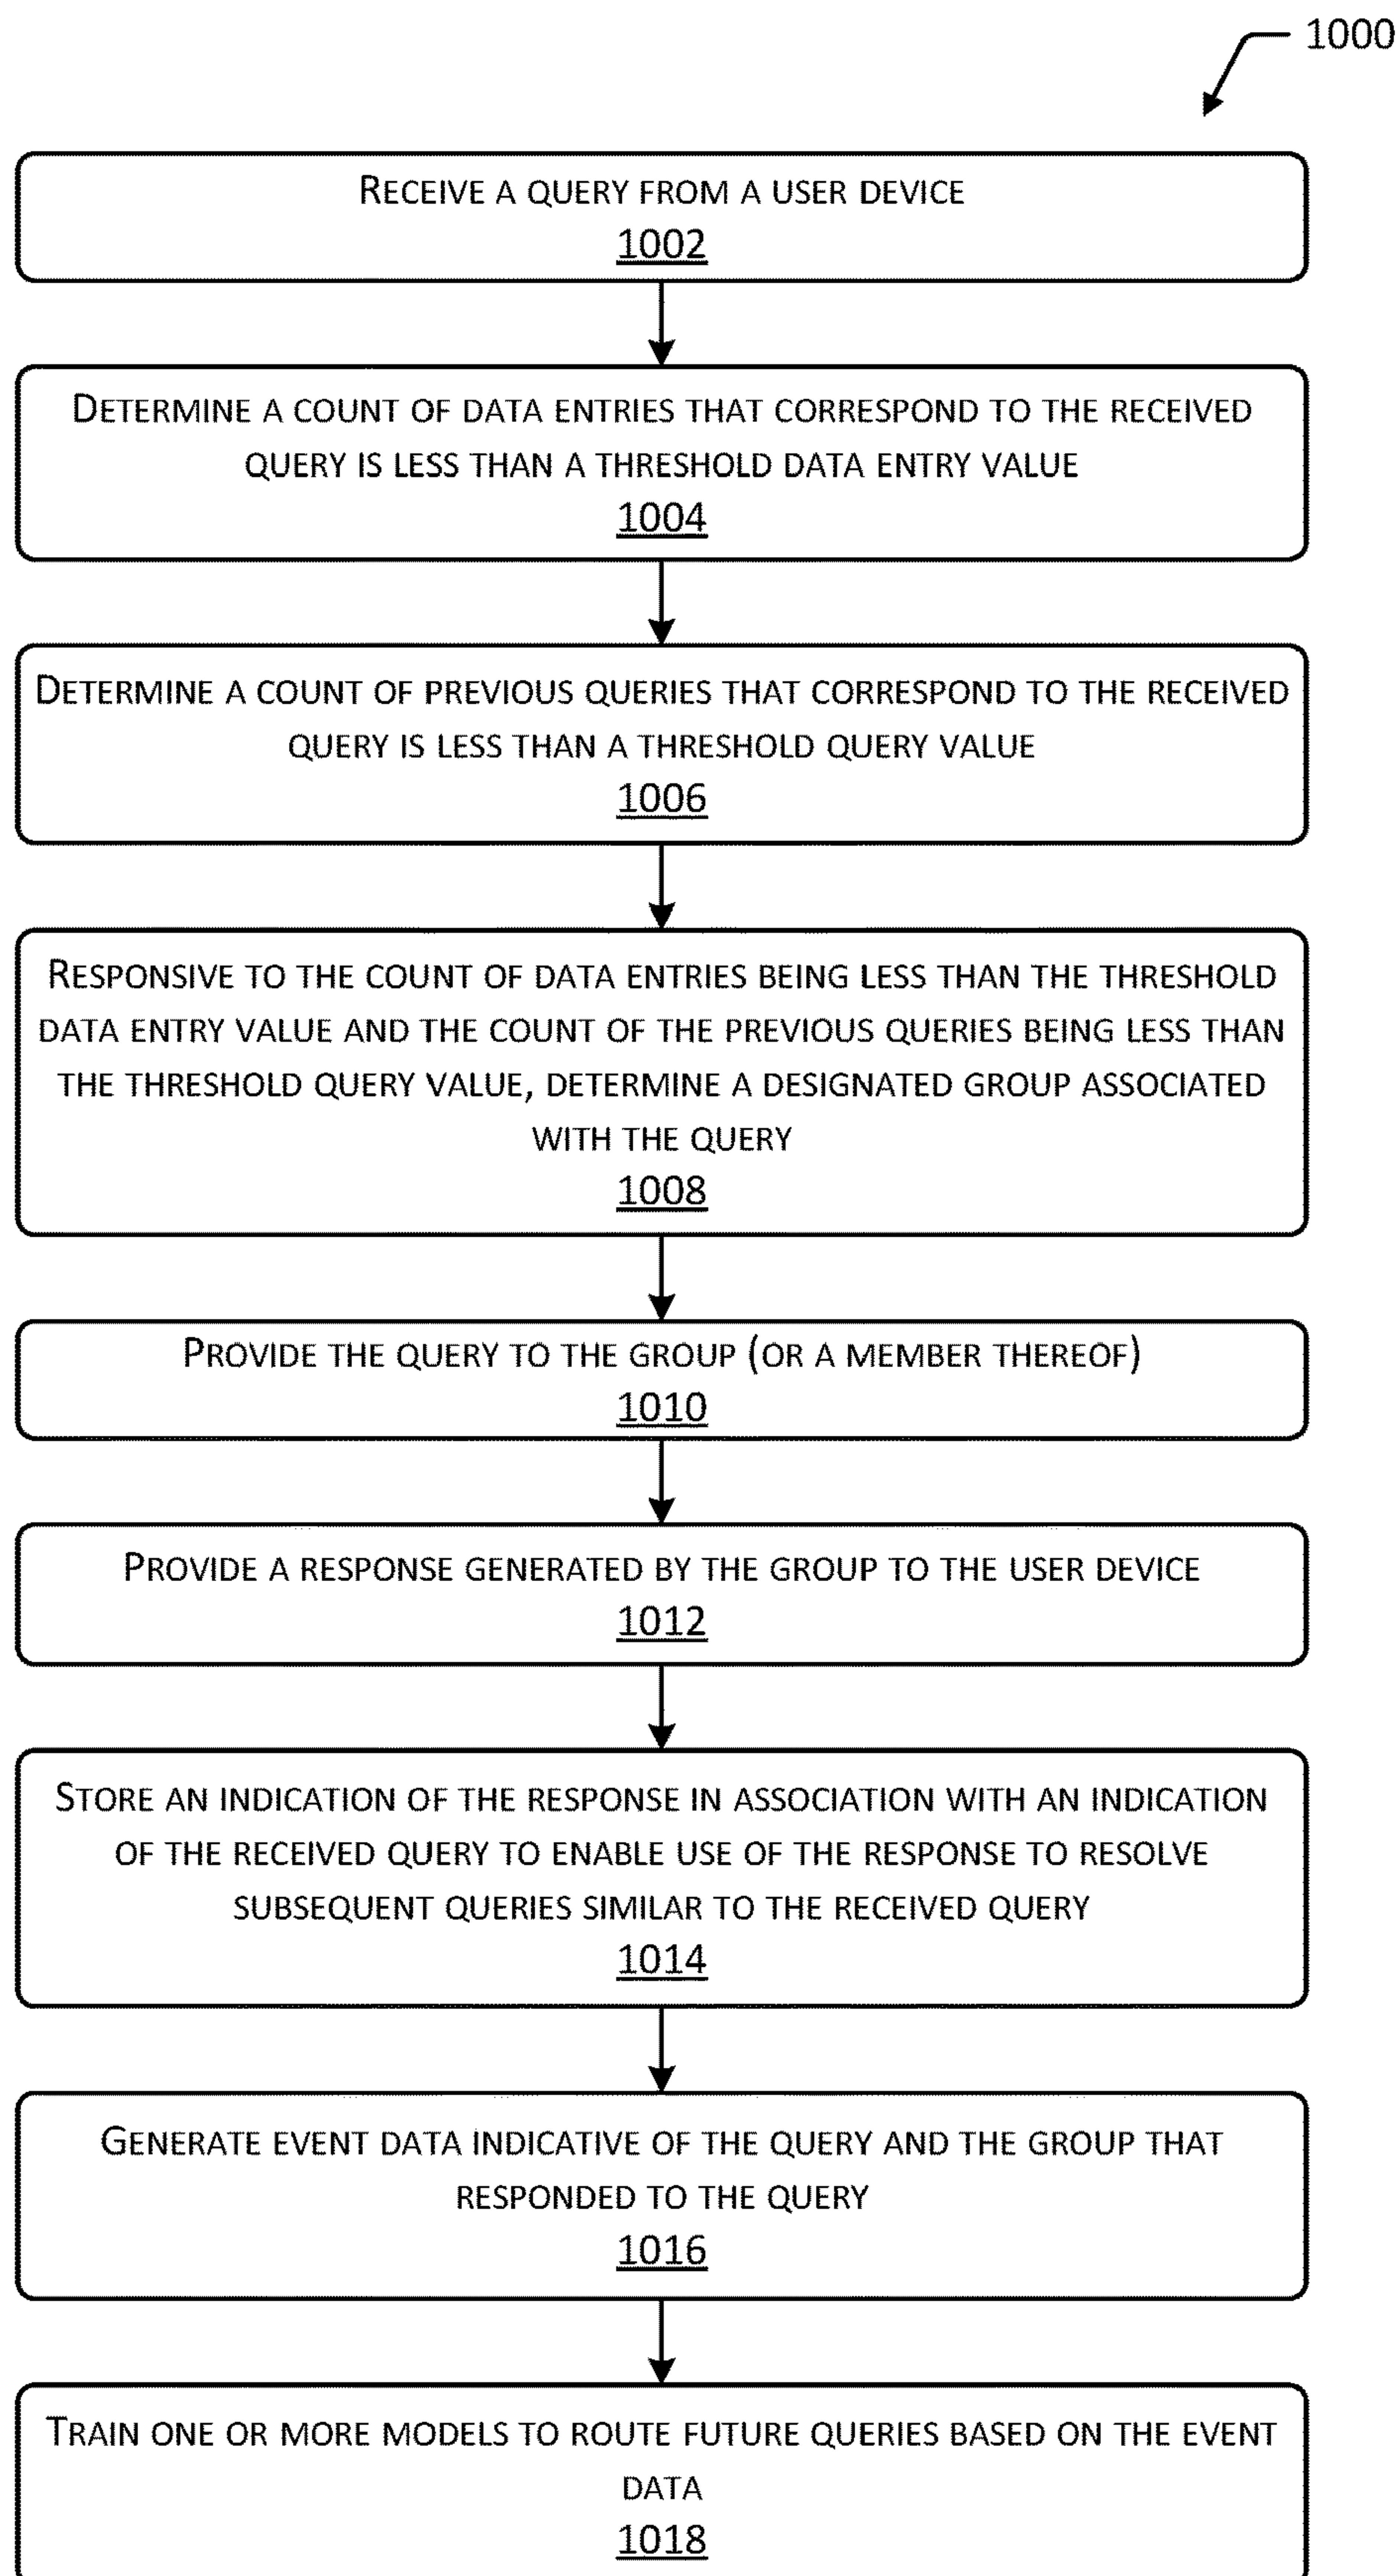 1000
RECEIVE A QUERY FROM A USER DEVICE
1002
DETERMINE A COUNT OF DATA ENTRIES THAT CORRESPOND TO THE RECEIVED
QUERY IS LESS THAN A THRESHOLD DATA ENTRY VALUE
1004
DETERMINE A COUNT OF PREVIOUS QUERIES THAT CORRESPOND TO THE RECEIVED
QUERY IS LESS THAN A THRESHOLD QUERY VALUE
1006
RESPONSIVE TO THE COUNT OF DATA ENTRIES BEING LESS THAN THE THRESHOLD
DATA ENTRY VALUE AND THE COUNT OF THE PREVIOUS QUERIES BEING LESS THAN
THE THRESHOLD QUERY VALUE, DETERMINE A DESIGNATED GROUP ASSOCIATED
WITH THE QUERY
1008
PROVIDE THE QUERY TO THE GROUP (OR A MEMBER THEREOF)
1010
PROVIDE A RESPONSE GENERATED BY THE GROUP TO THE USER DEVICE
1012
STORE AN INDICATION OF THE RESPONSE IN ASSOCIATION WITH AN INDICATION
OF THE RECEIVED QUERY TO ENABLE USE OF THE RESPONSE TO RESOLVE
SUBSEQUENT QUERIES SIMILAR TO THE RECEIVED QUERY
1014
GENERATE EVENT DATA INDICATIVE OF THE QUERY AND THE GROUP THAT
RESPONDED TO THE QUERY
1016
TRAIN ONE OR MORE MODELS TO ROUTE FUTURE QUERIES BASED ON THE EVENT
DATA
1018